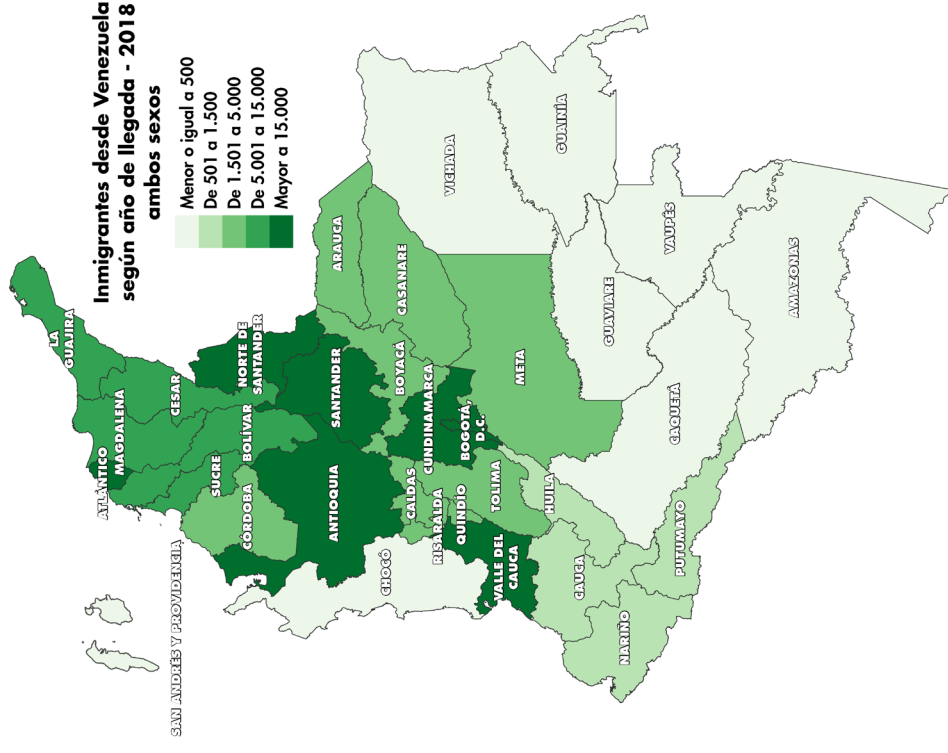 Inmigrantes desde Venezuela
según año de llegada - 2018
ambos sexos
Menor o igual a 500
De 501 a 1.500
De 1.501 a 5.000
De 5.001 a 15.000
Mayor a 15.000
SAN ANDRÉS Y PROVIDENCIA
LA
GUAJIRA
ATLÁNTICO
MAGDALENA
CESAR
SUCRE
BOLÍVAR
NORTE DE
SANTANDER
CÓRDOBA
ANTIOQUIA
SANTANDER
ARAUCA
CHOCÓ
CALDAS
BOYACA
CASANARE
VICHADA
RISARALDA
CUNDINAMARCA
QUINDIO
BOGOTÁ,
D.C.
TOLIMA
META
VALLE DEL
CAUCA
HUILA
GUAINÍA
CAUCA
GUAVIARE
NARIÑO
PUTUMAYO
CAQUETÁ
VAUPÉS
AMAZONAS